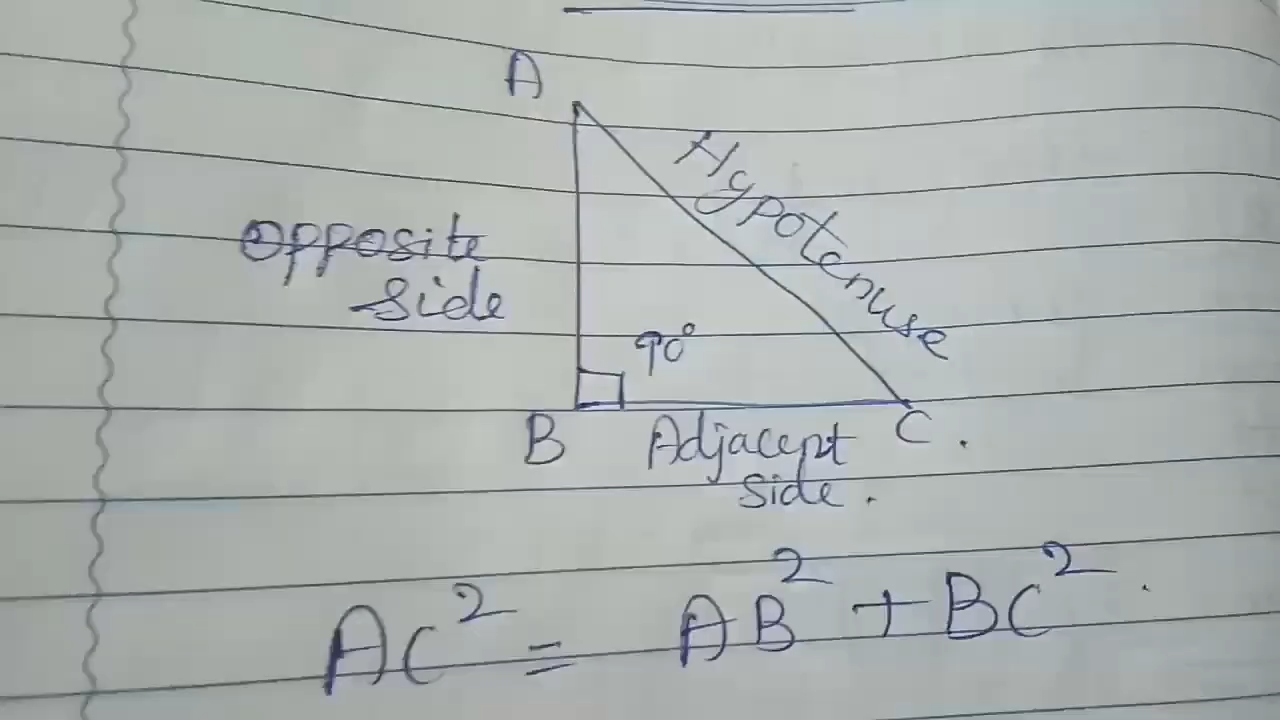 A
Hypotenuse
Opposite
Side
90°
B
C.
Adjacent
Side.
AC² = AB² + BC².